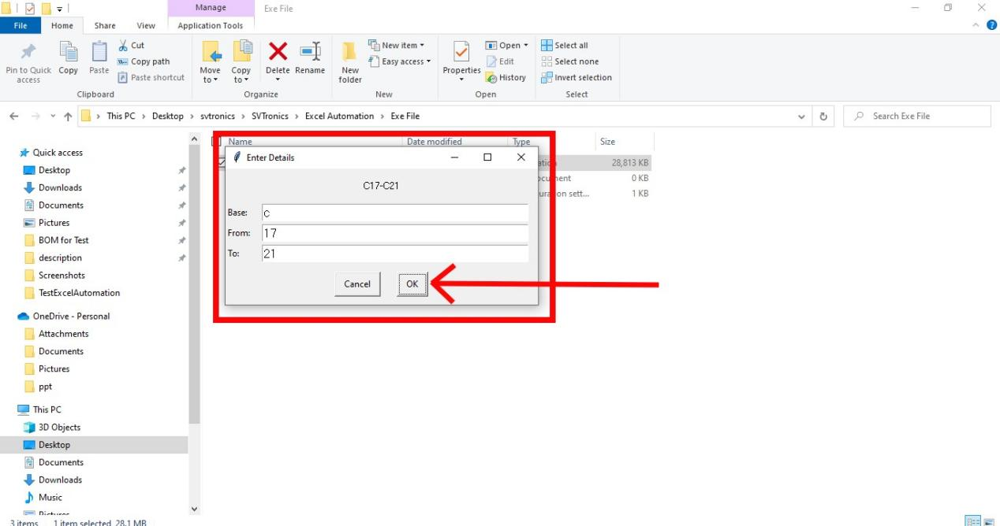 Manage
Exe File
File
Home
Share
View
Application Tools
Pin to Quick access
Copy
Paste
Cut
Copy path
Paste shortcut
Clipboard
Move to
Copy to
Delete
Rename
Organize
New folder
New item
Easy access
New
Properties
Open
Edit
History
Open
Select all
Select none
Invert selection
Select
This PC > Desktop > svtronics > SVTronics > Excel Automation > Exe File
Search Exe File
Name
Date modified
Type
Size
28,813 KB
0 KB
1 KB
Enter Details
C17-C21
Base: c
From: 17
To: 21
Cancel
OK
Quick access
Desktop
Downloads
Documents
Pictures
BOM for Test
description
Screenshots
TestExcelAutomation
OneDrive - Personal
Attachments
Documents
Pictures
ppt
This PC
3D Objects
Desktop
Documents
Downloads
Music
Pictures
3 items
1 item selected 28.1 MB